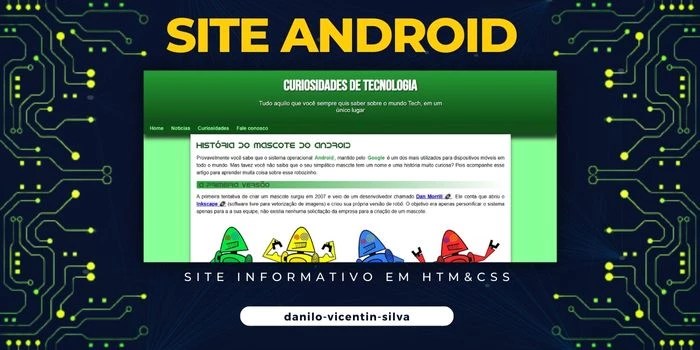 SITE ANDROID
CURIOSIDADES DE TECNOLOGIA
Tudo aquilo que você sempre quis saber sobre o mundo Tech, em um
único lugar
Home Notícias Curiosidades Fale conosco
HISTÓRIA DO MASCOTE DO ANDROID
Provavelmente você sabe que o sistema operacional Android, mantido pelo Google é um dos mais utilizados para dispositivos móveis em
todo o mundo. Mas tavez você não saiba que o seu simpático mascote tem um nome e uma história muito curiosa? Pois acompanhe esse
artigo para aprender muita coisa sobre esse robozinho.
A PRIMEIRA VERSÃO
A primeira tentativa de criar um mascote surgiu em 2007 e veio de um desenvolvedor chamado Dan Morrill. Ele conta que abriu o
Inkscape (software livre para vetorização de imagens) e criou sua própria versão de robô. O objetivo era apenas personificar o sistema
apenas para a a sua equipe, não existia nenhuma solicitação da empresa para a criação de um mascote.
SITE INFORMATIVO EM HTM&CSS
danilo-vicentin-silva